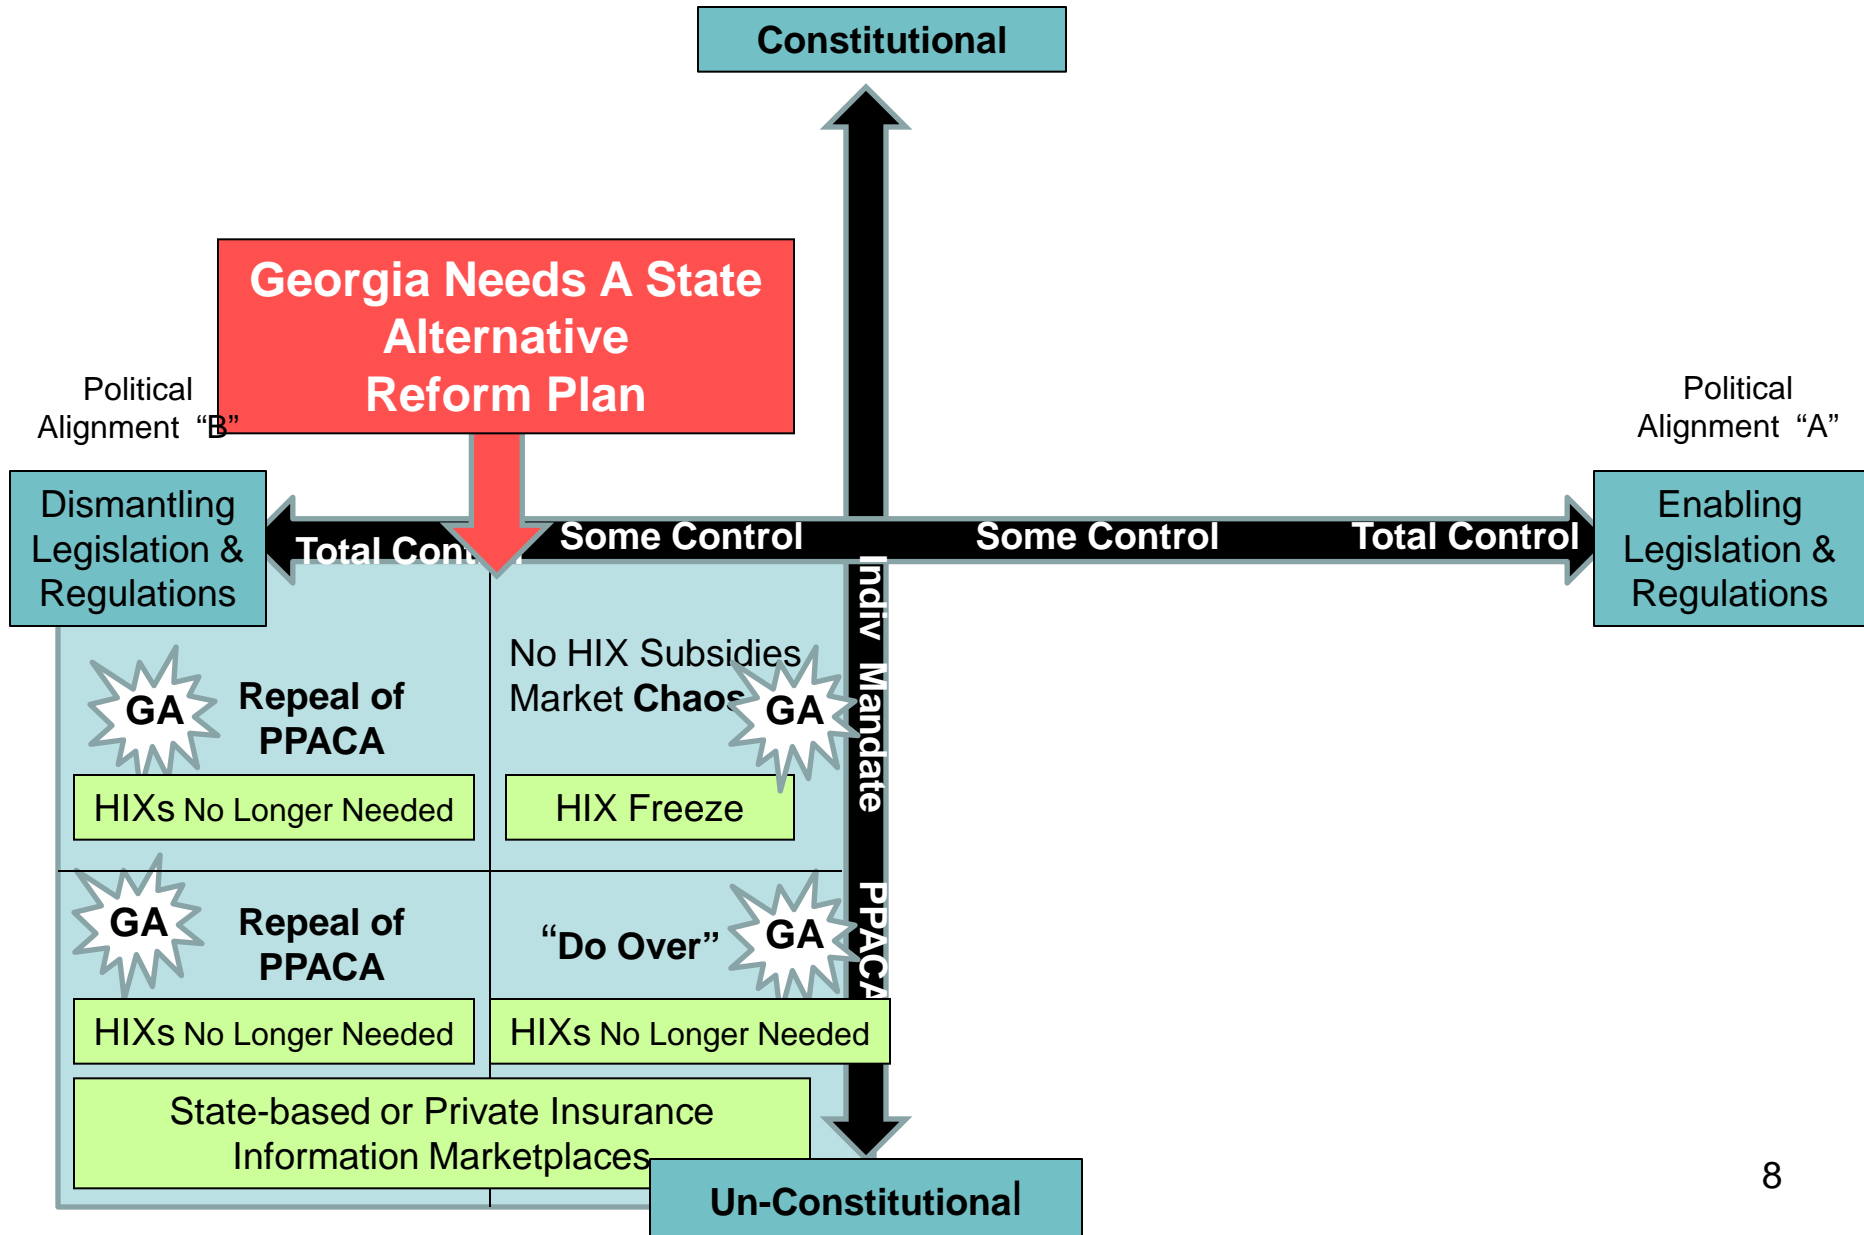 Constitutional
Georgia Needs A State
Alternative
Reform Plan
Political
Alignment “B”
Political
Alignment “A”
Dismantling
Legislation &
Regulations
Total Control
Some Control
Some Control
Total Control
Enabling
Legislation &
Regulations
Indiv Mandate PPACA
GA
Repeal of
PPACA
No HIX Subsidies
Market Chaos
GA
HIXs No Longer Needed
HIX Freeze
GA
Repeal of
PPACA
“Do Over”
GA
HIXs No Longer Needed
HIXs No Longer Needed
State-based or Private Insurance
Information Marketplaces
Un-Constitutional
8